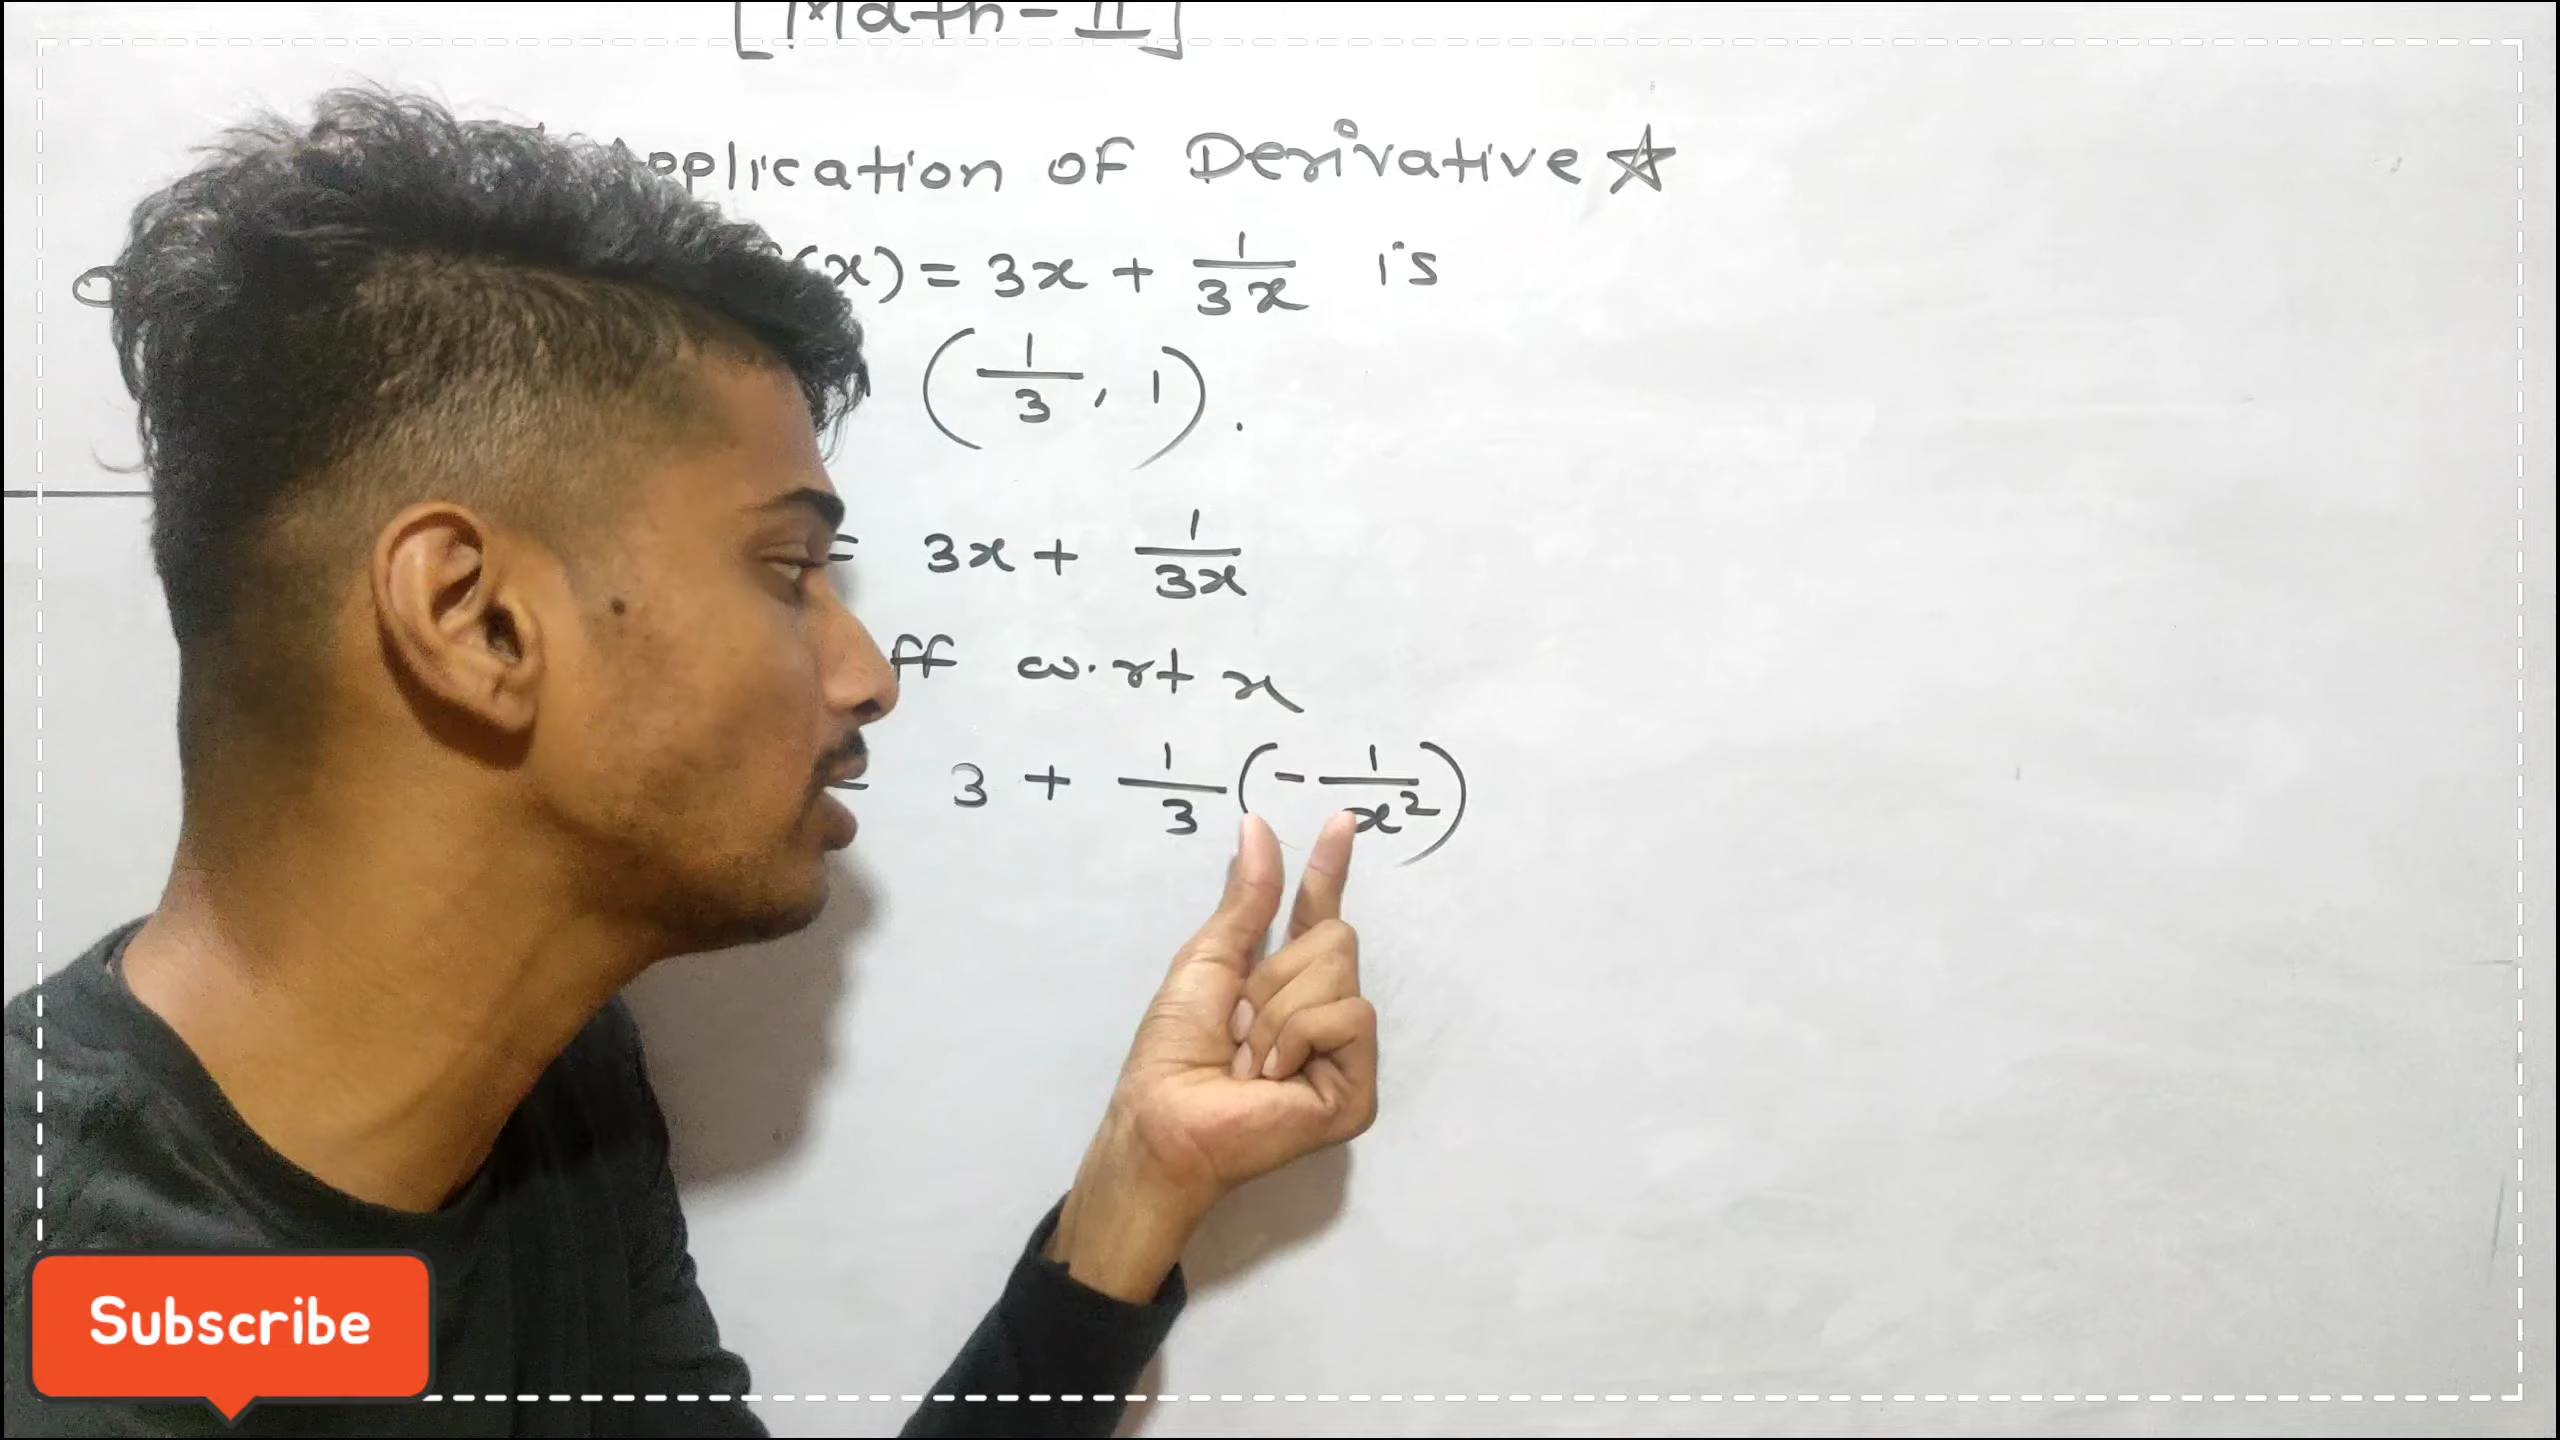 [Math - II]
Application of Derivative ☆
(x) = 3x + 1/3x is
(1/3, 1).
= 3x + 1/3x
ff w.rt x
= 3 + 1/3 (-1/x²)
Subscribe